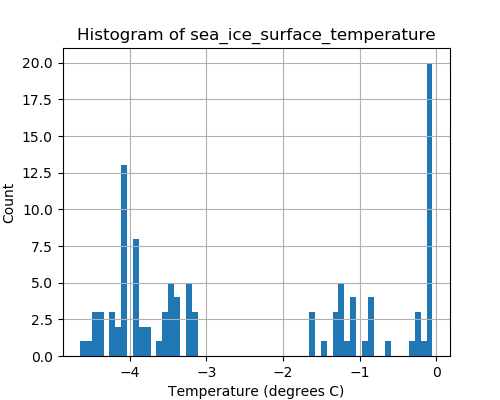 Histogram of sea_ice_surface_temperature
20.0
17.5
15.0
12.5
10.0
7.5
5.0
2.5
0.0
Count
−4 −3 −2 −1 0
Temperature (degrees C)